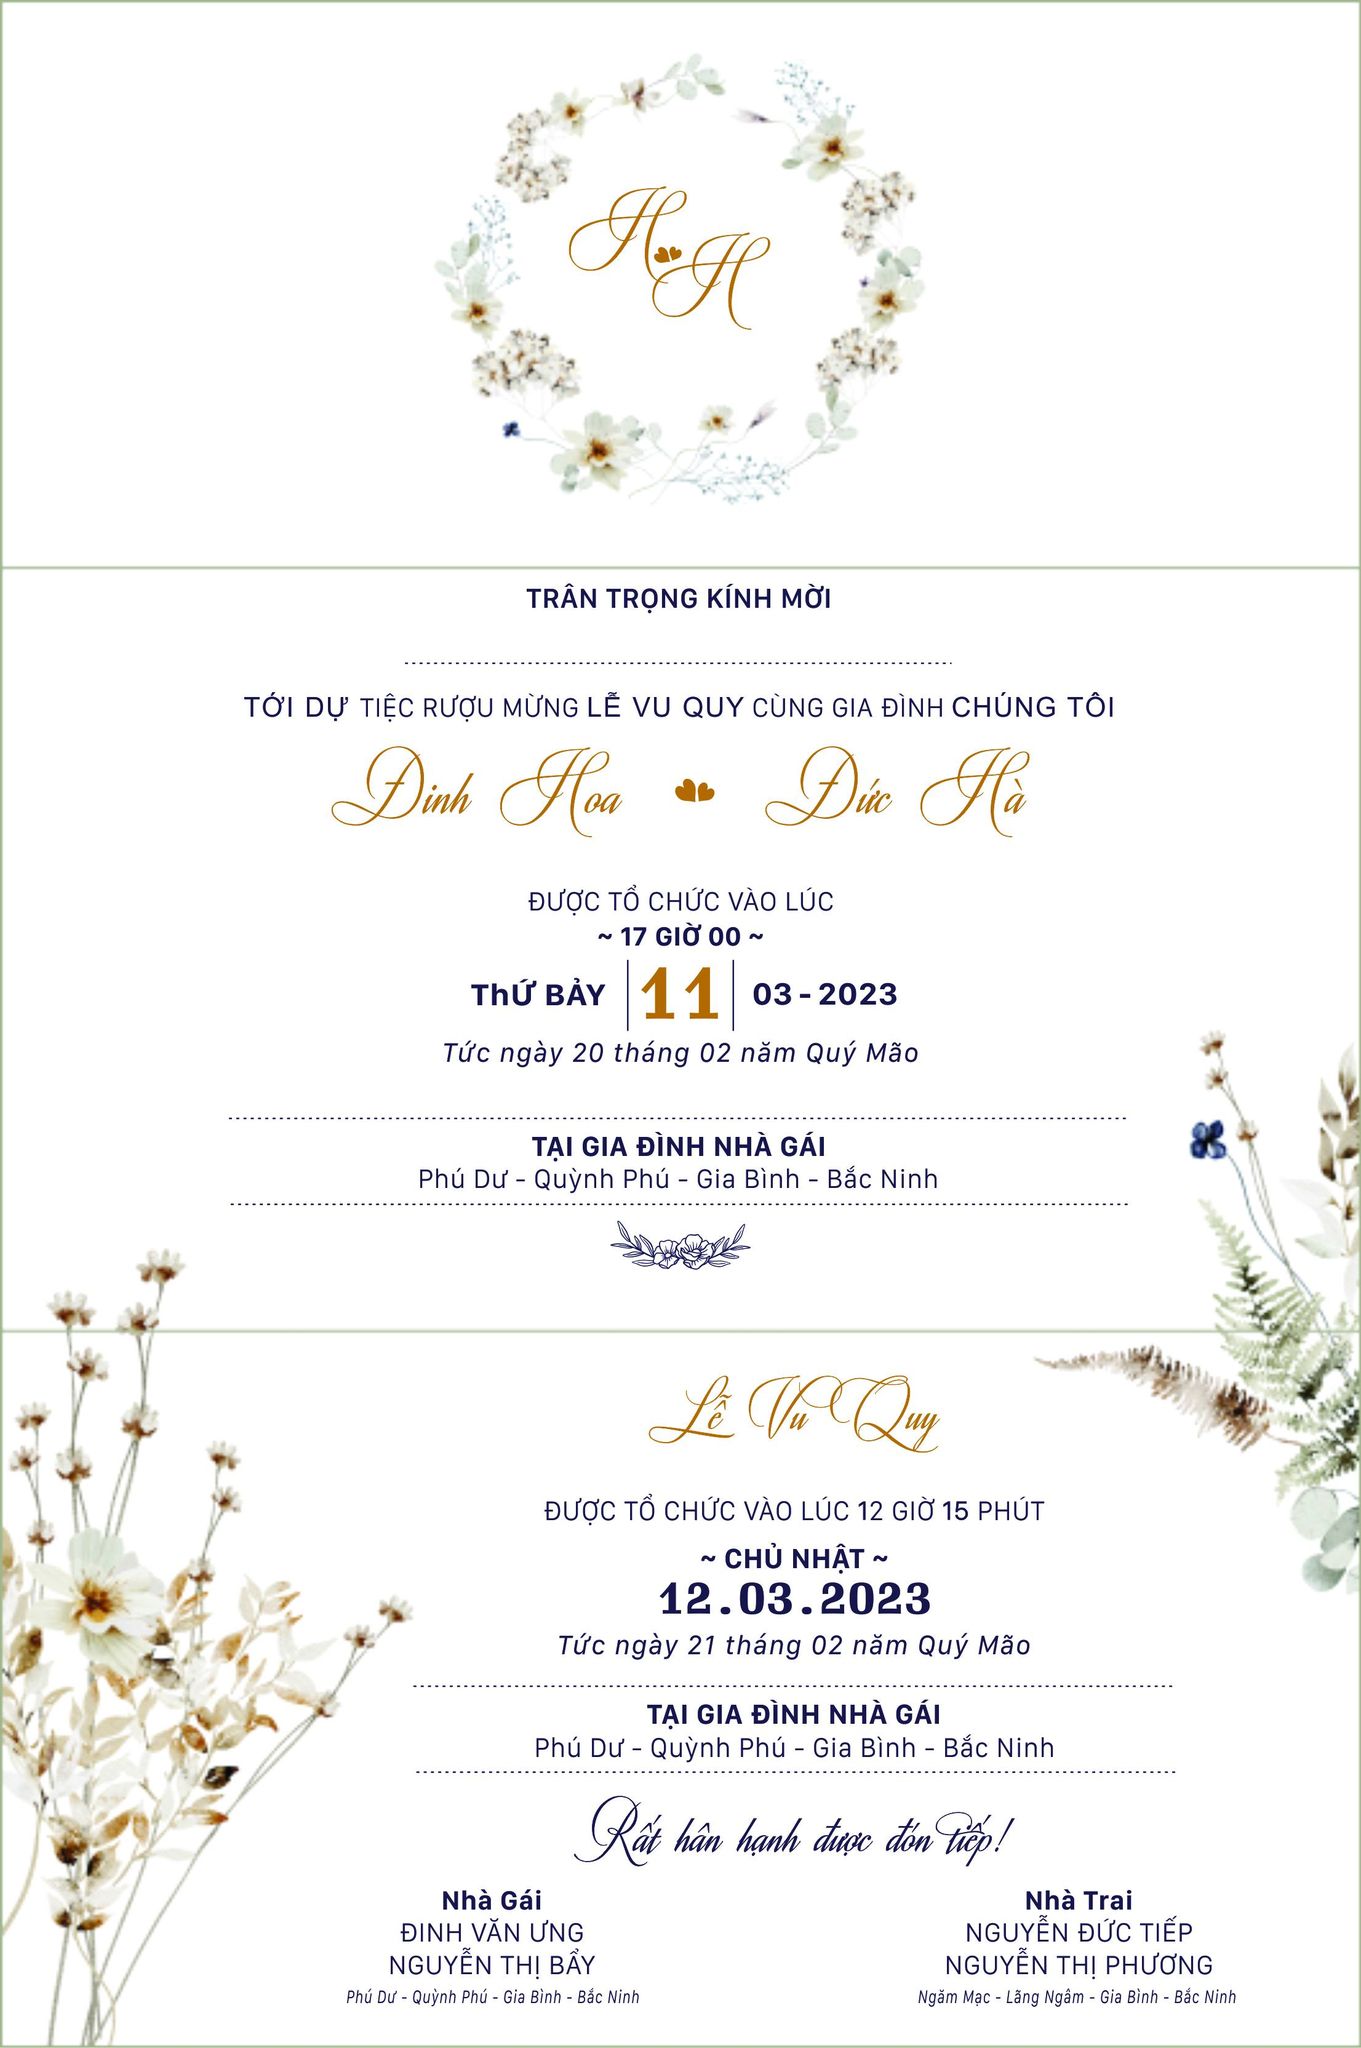 H H
TRÂN TRỌNG KÍNH MỜI
TỚI DỰ TIỆC RƯỢU MỪNG LỄ VU QUY CÙNG GIA ĐÌNH CHÚNG TÔI
Đinh Hoa Đức Hà
ĐƯỢC TỔ CHỨC VÀO LÚC
~ 17 GIỜ 00 ~
ThỨ BẢY 11 03 - 2023
Tức ngày 20 tháng 02 năm Quý Mão
TẠI GIA ĐÌNH NHÀ GÁI
Phú Dư - Quỳnh Phú - Gia Bình - Bắc Ninh
Lễ Vu Quy
ĐƯỢC TỔ CHỨC VÀO LÚC 12 GIỜ 15 PHÚT
~ CHỦ NHẬT ~
12.03.2023
Tức ngày 21 tháng 02 năm Quý Mão
TẠI GIA ĐÌNH NHÀ GÁI
Phú Dư - Quỳnh Phú - Gia Bình - Bắc Ninh
Rất hân hạnh được đón tiếp!
Nhà Gái
ĐINH VĂN ƯNG
NGUYỄN THỊ BẨY
Phú Dư - Quỳnh Phú - Gia Bình - Bắc Ninh
Nhà Trai
NGUYỄN ĐỨC TIẾP
NGUYỄN THỊ PHƯƠNG
Ngăm Mạc - Lãng Ngâm - Gia Bình - Bắc Ninh